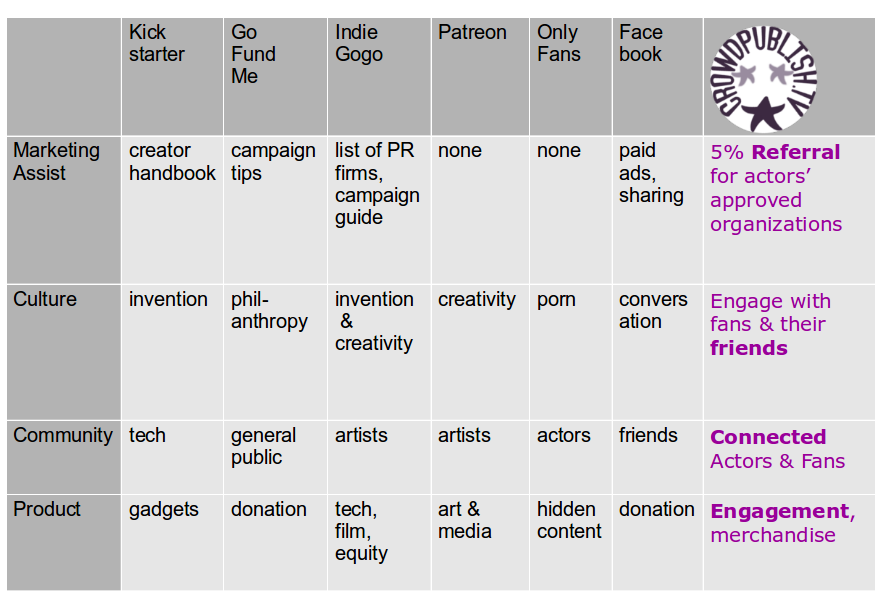 Kick
starter
Go
Fund
Me
Indie
Gogo
Patreon
Only
Fans
Face
book
CROWDPUBLISH.TV
Marketing
Assist
creator
handbook
campaign
tips
list of PR
firms,
campaign
guide
none
none
paid
ads,
sharing
5% Referral
for actors’
approved
organizations
Culture
invention
phil-
anthropy
invention
&
creativity
creativity
porn
convers
ation
Engage with
fans & their
friends
Community
tech
general
public
artists
artists
actors
friends
Connected
Actors & Fans
Product
gadgets
donation
tech,
film,
equity
art &
media
hidden
content
donation
Engagement,
merchandise